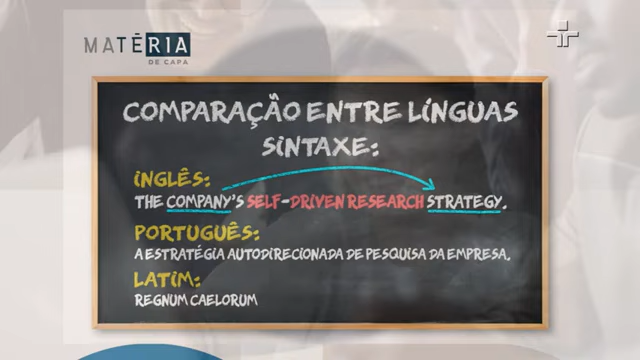 MATÉRIA
DE CAPA
COMPARAÇÃO ENTRE LÍNGUAS
SINTAXE:
INGLÊS:
THE COMPANY'S SELF-DRIVEN RESEARCH STRATEGY.
PORTUGUÊS:
A ESTRATÉGIA AUTODIRECIONADA DE PESQUISA DA EMPRESA.
LATIM:
REGNUM CAELORUM